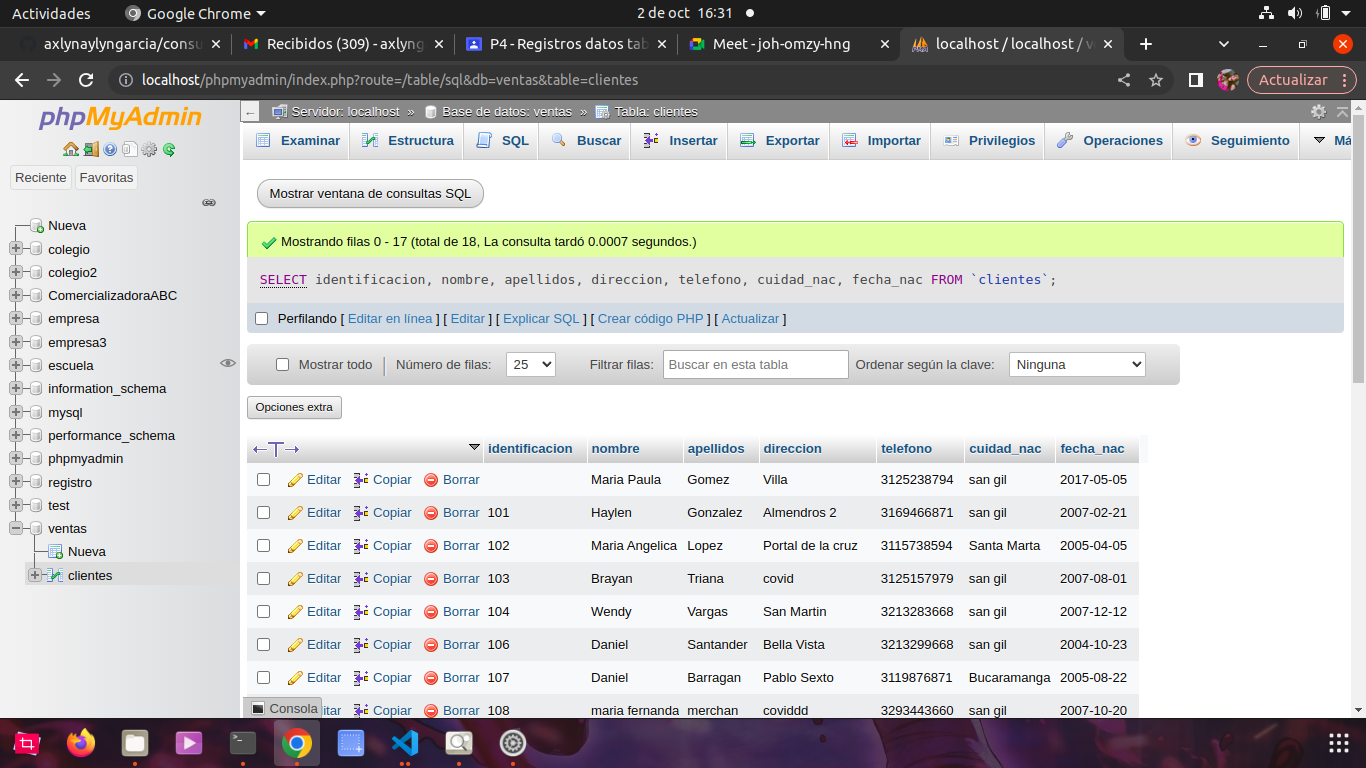 Actividades Google Chrome 2 de oct 16:31
axlynaylyngarcia/consu Recibidos (309) - axlyng P4 - Registros datos tab Meet - joh-omzy-hng localhost / localhost / v
localhost/phpmyadmin/index.php?route=/table/sql&db=ventas&table=clientes Actualizar
phpMyAdmin
Reciente Favoritas
Nueva
colegio
colegio2
ComercializadoraABC
empresa
empresa3
escuela
information_schema
mysql
performance_schema
phpmyadmin
registro
test
ventas
Nueva
clientes
Servidor: localhost » Base de datos: ventas » Tabla: clientes
Examinar Estructura SQL Buscar Insertar Exportar Importar Privilegios Operaciones Seguimiento Má
Mostrar ventana de consultas SQL
Mostrando filas 0 - 17 (total de 18, La consulta tardó 0.0007 segundos.)
SELECT identificacion, nombre, apellidos, direccion, telefono, cuidad_nac, fecha_nac FROM `clientes`;
Perfilando [ Editar en línea ] [ Editar ] [ Explicar SQL ] [ Crear código PHP ] [ Actualizar ]
Mostrar todo Número de filas: 25 Filtrar filas: Buscar en esta tabla Ordenar según la clave: Ninguna
Opciones extra
←T→ identificacion nombre apellidos direccion telefono cuidad_nac fecha_nac
Editar Copiar Borrar Maria Paula Gomez Villa 3125238794 san gil 2017-05-05
Editar Copiar Borrar 101 Haylen Gonzalez Almendros 2 3169466871 san gil 2007-02-21
Editar Copiar Borrar 102 Maria Angelica Lopez Portal de la cruz 3115738594 Santa Marta 2005-04-05
Editar Copiar Borrar 103 Brayan Triana covid 3125157979 san gil 2007-08-01
Editar Copiar Borrar 104 Wendy Vargas San Martin 3213283668 san gil 2007-12-12
Editar Copiar Borrar 106 Daniel Santander Bella Vista 3213299668 san gil 2004-10-23
Editar Copiar Borrar 107 Daniel Barragan Pablo Sexto 3119876871 Bucaramanga 2005-08-22
Consola Copiar Borrar 108 maria fernanda merchan coviddd 3293443660 san gil 2007-10-20